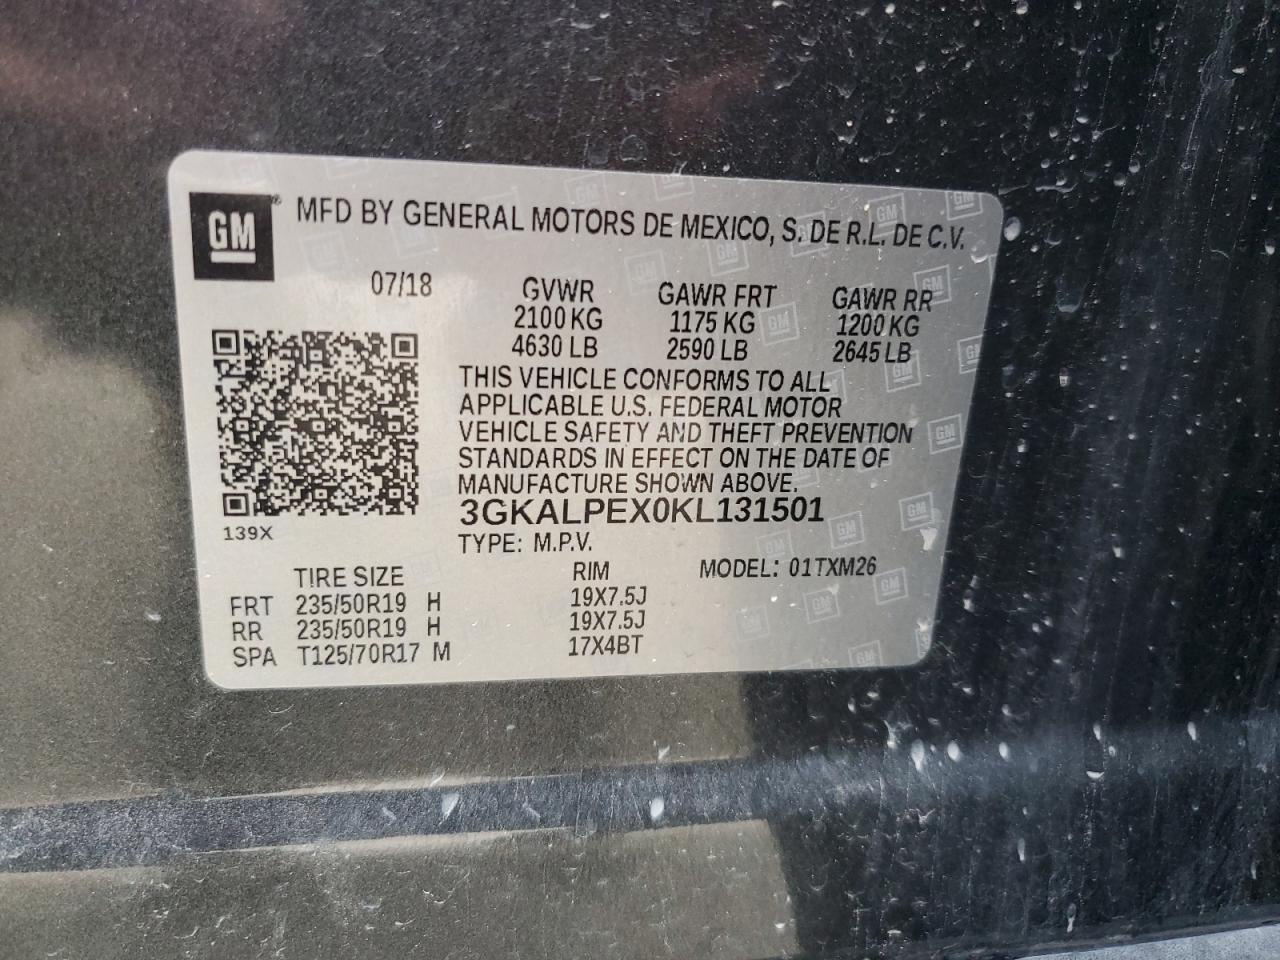 GM® MFD BY GENERAL MOTORS DE MEXICO, S. DE R.L. DE C.V.
07/18 GVWR GAWR FRT GAWR RR
2100 KG 1175 KG 1200 KG
4630 LB 2590 LB 2645 LB
THIS VEHICLE CONFORMS TO ALL
APPLICABLE U.S. FEDERAL MOTOR
VEHICLE SAFETY AND THEFT PREVENTION
STANDARDS IN EFFECT ON THE DATE OF
MANUFACTURE SHOWN ABOVE.
3GKALPEX0KL131501
139X
TYPE: M.P.V.
TIRE SIZE RIM MODEL: 01TXM26
FRT 235/50R19 H 19X7.5J
RR 235/50R19 H 19X7.5J
SPA T125/70R17 M 17X4BT